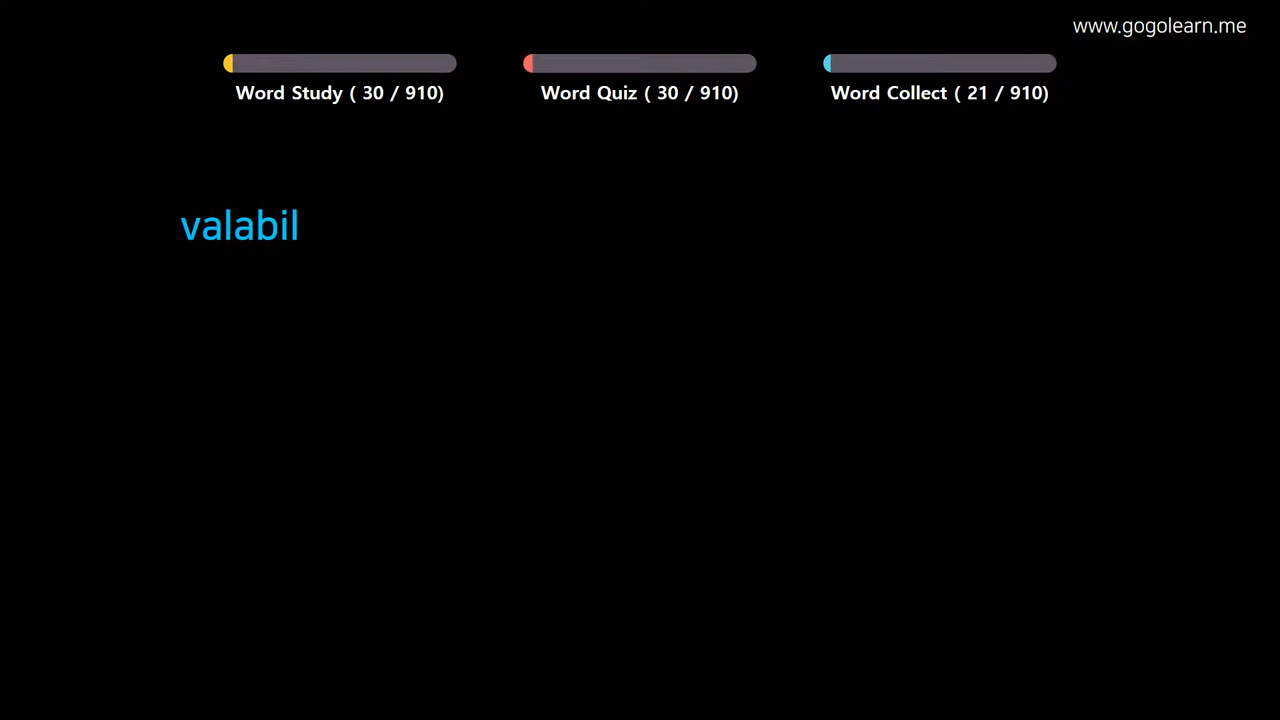 www.gogolearn.me
Word Study ( 30 / 910)
Word Quiz ( 30 / 910)
Word Collect ( 21 / 910)
valabil